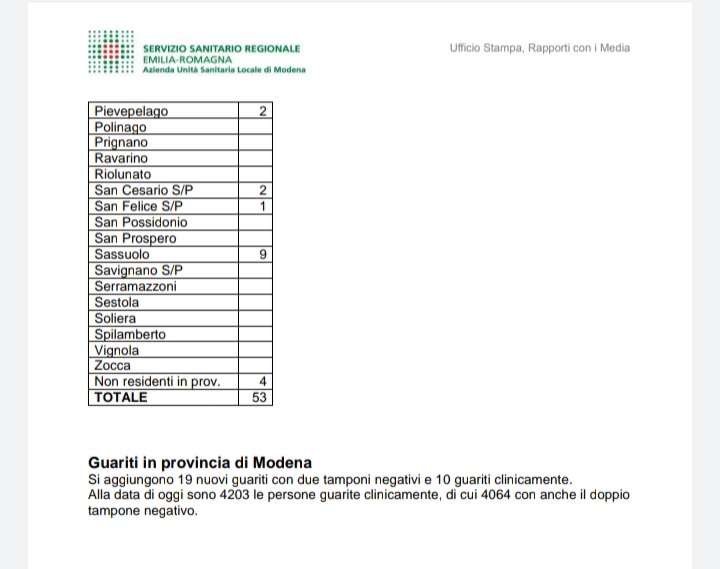 SERVIZIO SANITARIO REGIONALE
EMILIA-ROMAGNA
Azienda Unità Sanitaria Locale di Modena
Ufficio Stampa, Rapporti con i Media
Pievepelago 2
Polinago
Prignano
Ravarino
Riolunato
San Cesario S/P 2
San Felice S/P 1
San Possidonio
San Prospero
Sassuolo 9
Savignano S/P
Serramazzoni
Sestola
Soliera
Spilamberto
Vignola
Zocca
Non residenti in prov. 4
TOTALE 53
Guariti in provincia di Modena
Si aggiungono 19 nuovi guariti con due tamponi negativi e 10 guariti clinicamente.
Alla data di oggi sono 4203 le persone guarite clinicamente, di cui 4064 con anche il doppio
tampone negativo.